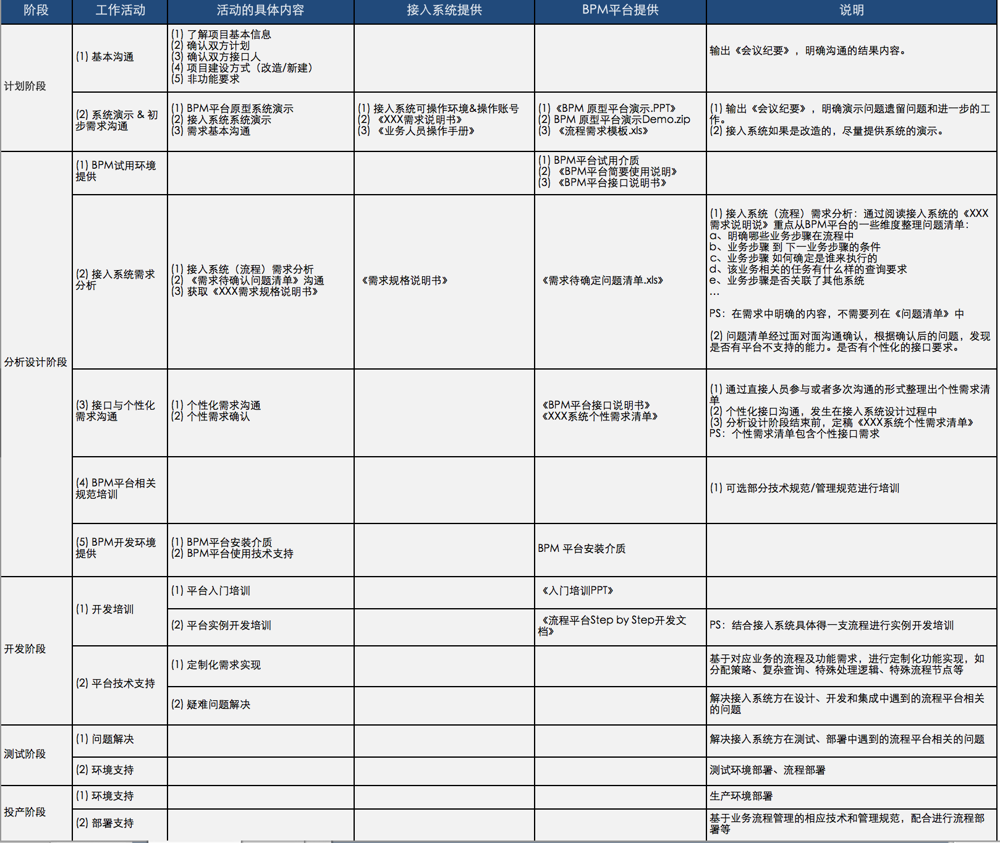 阶段
工作活动
活动的具体内容
接入系统提供
BPM平台提供
说明
计划阶段
(1) 基本沟通
(1) 了解项目基本信息
(2) 确认双方计划
(3) 确认双方接口人
(4) 项目建设方式（改造/新建）
(5) 非功能要求
输出《会议纪要》，明确沟通的结果内容。
(2) 系统演示 & 初
步需求沟通
(1) BPM平台原型系统演示
(2) 接入系统系统演示
(3) 需求基本沟通
(1) 接入系统可操作环境&操作账号
(2) 《XXX需求说明书》
(3) 《业务人员操作手册》
(1)《BPM 原型平台演示.PPT》
(2) BPM 原型平台演示Demo.zip
(3) 《流程需求模板.xls》
(1) 输出《会议纪要》，明确演示问题遗留问题和进一步的工
作。
(2) 接入系统如果是改造的，尽量提供系统的演示。
分析设计阶段
(1) BPM试用环境
提供
(1) BPM平台试用介质
(2) 《BPM平台简要使用说明》
(3) 《BPM平台接口说明书》
(2) 接入系统需求
分析
(1) 接入系统（流程）需求分析
(2) 《需求待确认问题清单》沟通
(3) 获取《XXX需求规格说明书》
《需求规格说明书》
《需求待确定问题清单.xls》
(1) 接入系统（流程）需求分析：通过阅读接入系统的《XXX
需求说明说》重点从BPM平台的一些维度整理问题清单：
a、明确哪些业务步骤在流程中
b、业务步骤 到 下一业务步骤的条件
c、业务步骤 如何确定是谁来执行的
d、该业务相关的任务有什么样的查询要求
e、业务步骤是否关联了其他系统
...
PS：在需求中明确的内容，不需要列在《问题清单》中
(2) 问题清单经过面对面沟通确认，根据确认后的问题，发现
是否有平台不支持的能力。是否有个性化的接口要求。
(3) 接口与个性化
需求沟通
(1) 个性化需求沟通
(2) 个性需求确认
《BPM平台接口说明书》
《XXX系统个性需求清单》
(1) 通过直接人员参与或者多次沟通的形式整理出个性需求清
单
(2) 个性化接口沟通，发生在接入系统设计过程中
(3) 分析设计阶段结束前，定稿《XXX系统个性需求清单》
PS：个性需求清单包含个性接口需求
(4) BPM平台相关
规范培训
(1) 可选部分技术规范/管理规范进行培训
(5) BPM开发环境
提供
(1) BPM平台安装介质
(2) BPM平台使用技术支持
BPM 平台安装介质
开发阶段
(1) 开发培训
(1) 平台入门培训
《入门培训PPT》
(2) 平台实例开发培训
《流程平台Step by Step开发文
档》
PS：结合接入系统具体得一支流程进行实例开发培训
(2) 平台技术支持
(1) 定制化需求实现
基于对应业务的流程及功能需求，进行定制化功能实现，如
分配策略、复杂查询、特殊处理逻辑、特殊流程节点等
(2) 疑难问题解决
解决接入系统方在设计、开发和集成中遇到的流程平台相关
的问题
测试阶段
(1) 问题解决
解决接入系统方在测试、部署中遇到的流程平台相关的问题
(2) 环境支持
测试环境部署、流程部署
投产阶段
(1) 环境支持
生产环境部署
(2) 部署支持
基于业务流程管理的相应技术和管理规范，配合进行流程部
署等